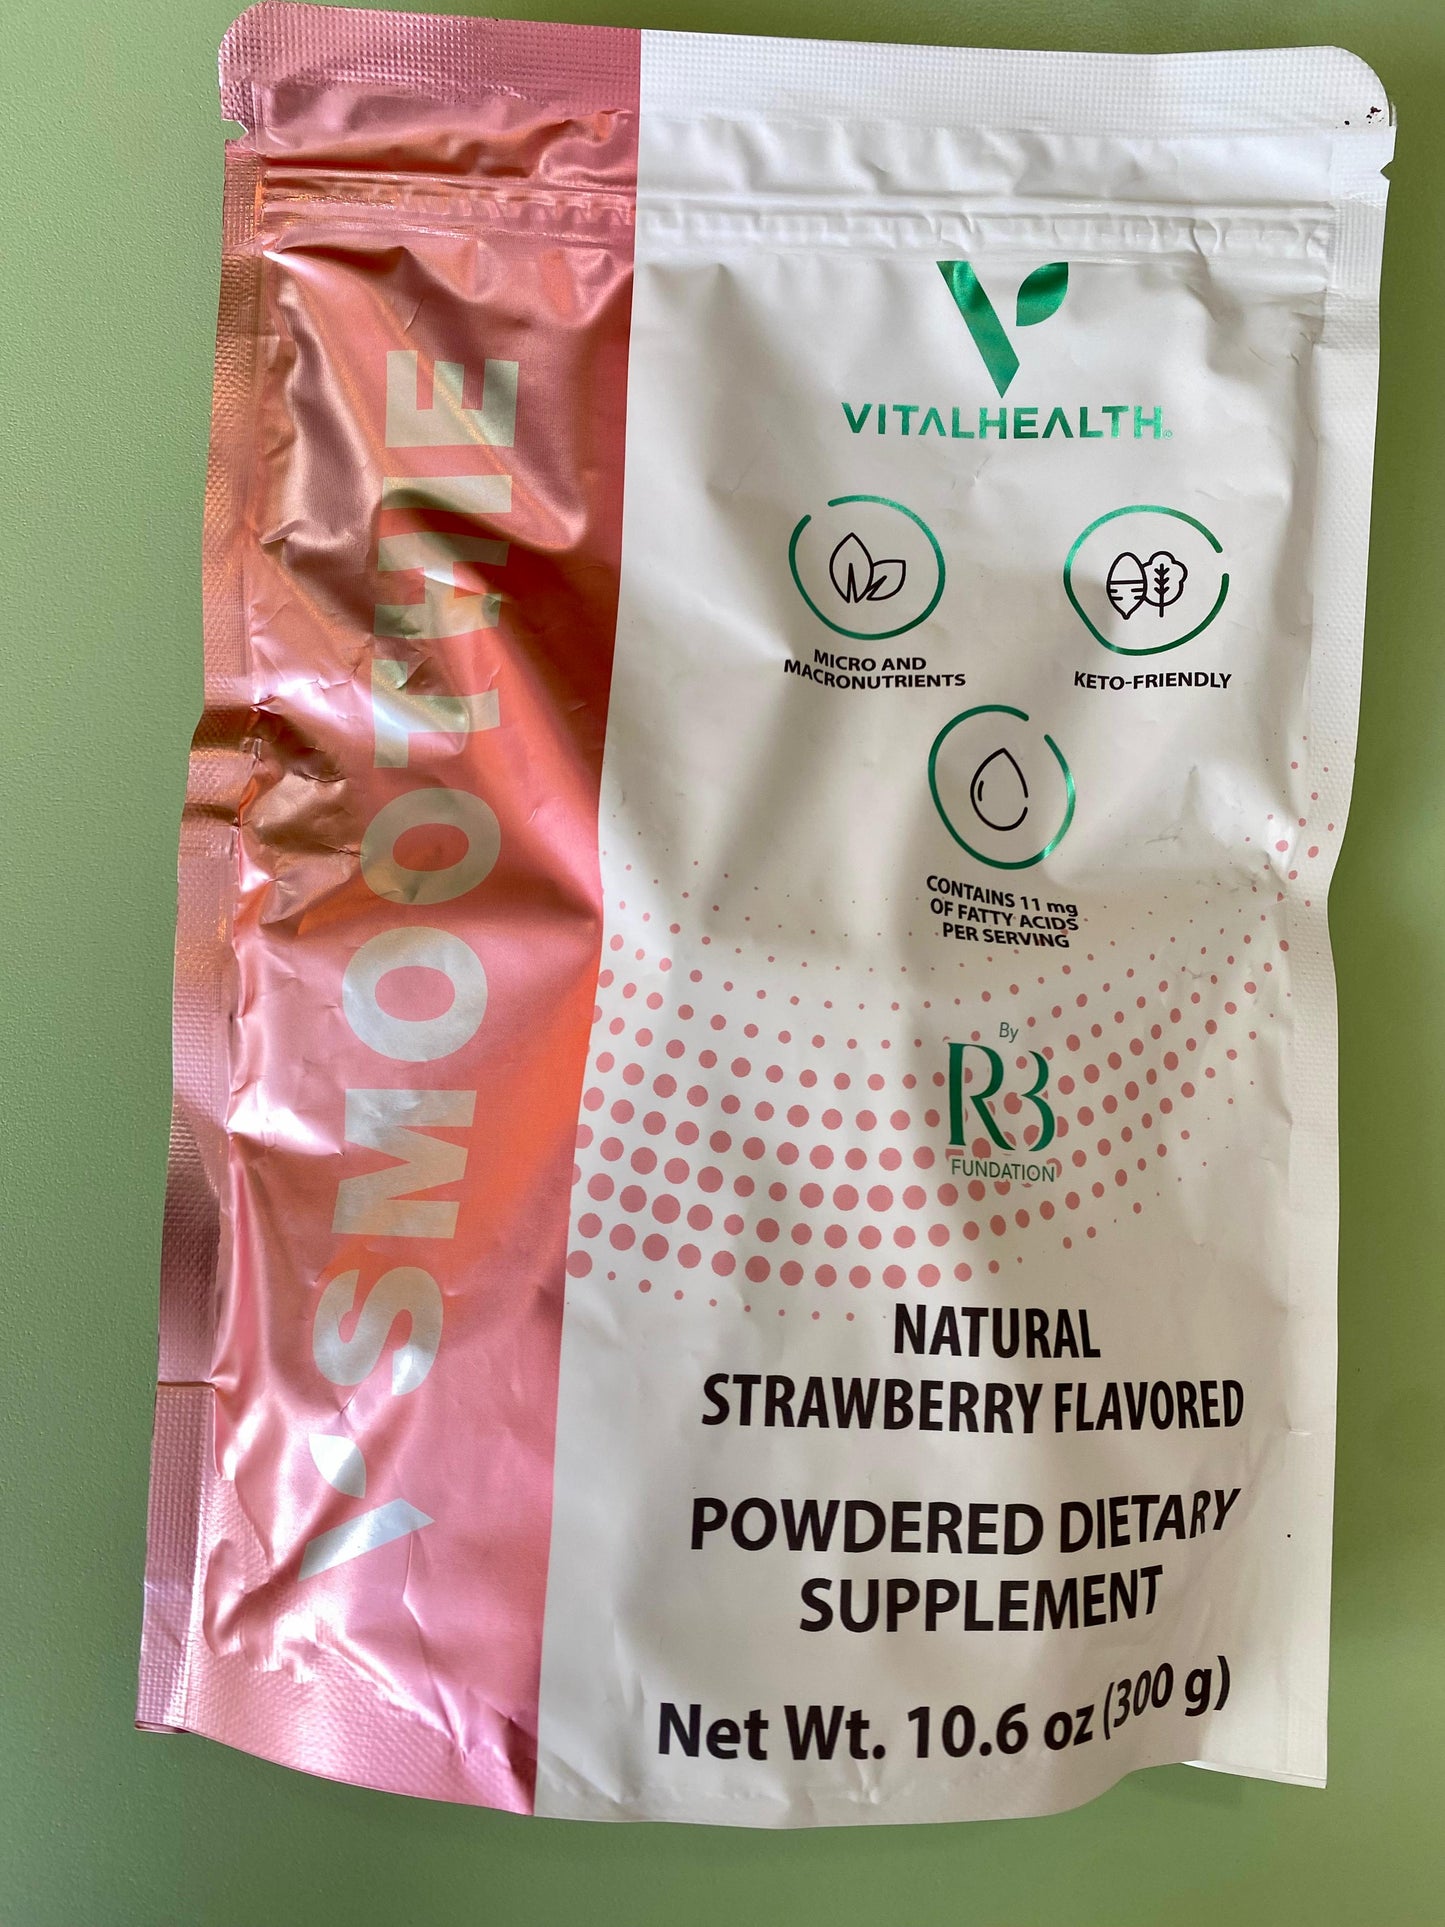 SMOOTHIE
VITALHEALTH®
MICRO AND
MACRONUTRIENTS
KETO-FRIENDLY
CONTAINS 11 mg
OF FATTY ACIDS
PER SERVING
By
RB
FUNDATION
NATURAL
STRAWBERRY FLAVORED
POWDERED DIETARY
SUPPLEMENT
Net Wt. 10.6 oz (300 g)